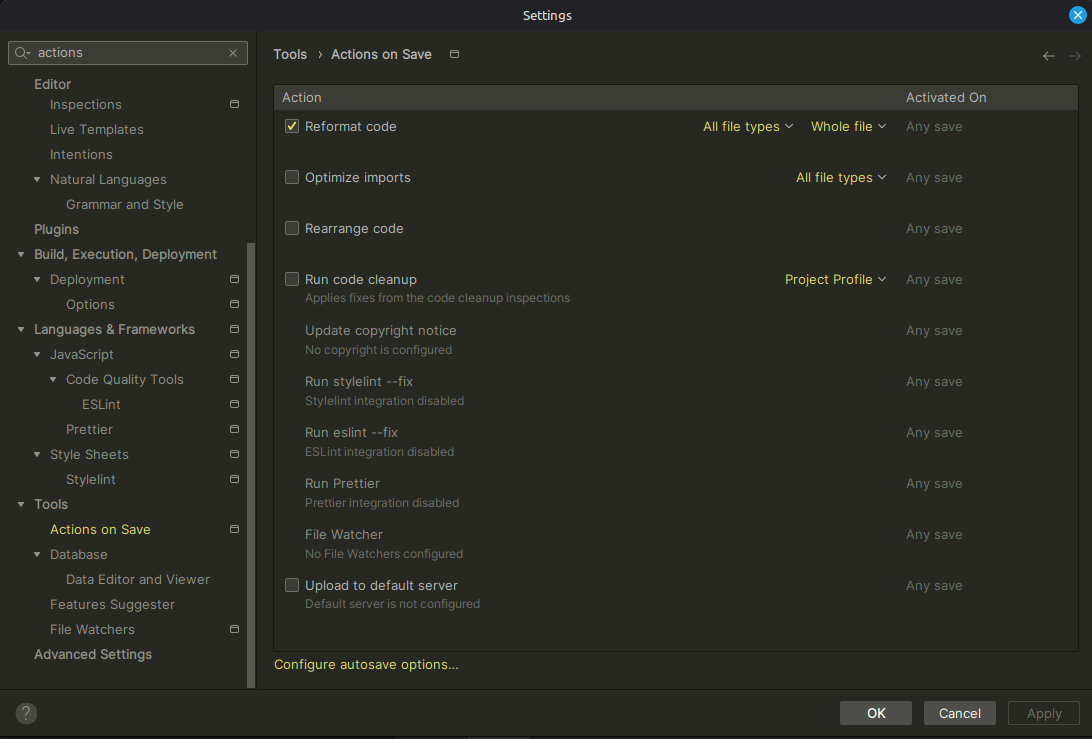 Settings
actions
Editor
Inspections
Live Templates
Intentions
Natural Languages
Grammar and Style
Plugins
Build, Execution, Deployment
Deployment
Options
Languages & Frameworks
JavaScript
Code Quality Tools
ESLint
Prettier
Style Sheets
Stylelint
Tools
Actions on Save
Database
Data Editor and Viewer
Features Suggester
File Watchers
Advanced Settings
Tools › Actions on Save
Action Activated On
Reformat code All file types Whole file Any save
Optimize imports All file types Any save
Rearrange code Any save
Run code cleanup Project Profile Any save
Applies fixes from the code cleanup inspections
Update copyright notice Any save
No copyright is configured
Run stylelint --fix Any save
Stylelint integration disabled
Run eslint --fix Any save
ESLint integration disabled
Run Prettier Any save
Prettier integration disabled
File Watcher Any save
No File Watchers configured
Upload to default server Any save
Default server is not configured
Configure autosave options...
? OK Cancel Apply